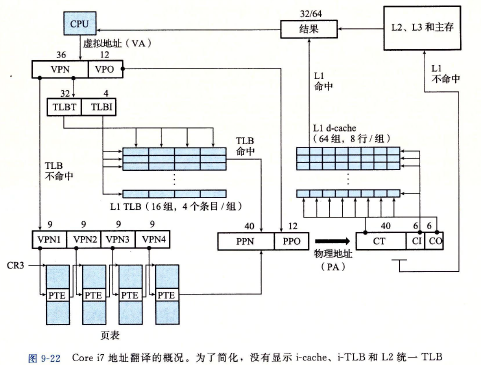 CPU
虚拟地址（VA）
32/64
结果
L2、L3 和主存
36
12
VPN
VPO
L1
命中
L1
不命中
32
4
TLBT
TLBI
TLB
命中
L1 d-cache
（64 组，8 行/组）
TLB
不命中
L1 TLB（16 组，4 个条目/组）
9
9
9
9
VPN1
VPN2
VPN3
VPN4
40
12
PPN
PPO
物理地址
（PA）
40
6
6
CT
CI
CO
CR3
PTE
PTE
PTE
PTE
页表
图 9-22 Core i7 地址翻译的概况。为了简化，没有显示 i-cache、i-TLB 和 L2 统一 TLB